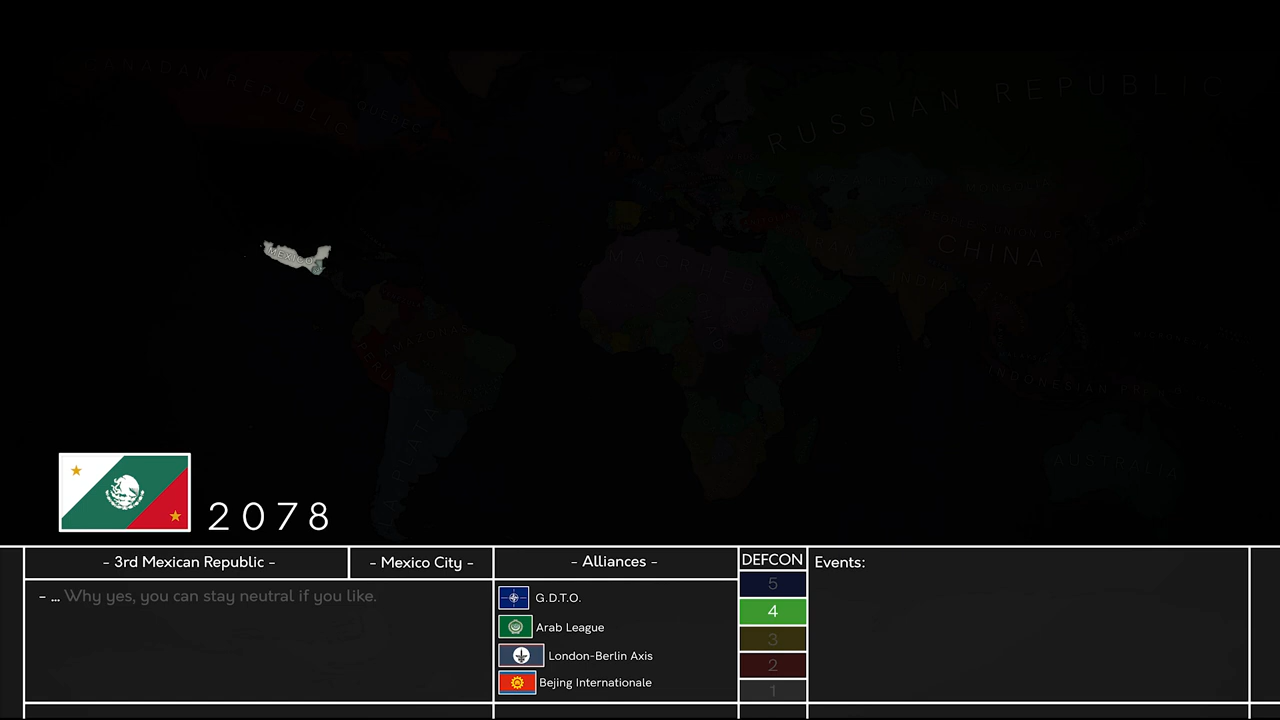 RUSSIAN REPUBLIC
CHINA
MEXICO
AUSTRALIA
2078
- 3rd Mexican Republic -
- Mexico City -
- Alliances -
DEFCON
Events:
- ... Why yes, you can stay neutral if you like.
G.D.T.O.
Arab League
London-Berlin Axis
Bejing Internationale
5
4
3
2
1